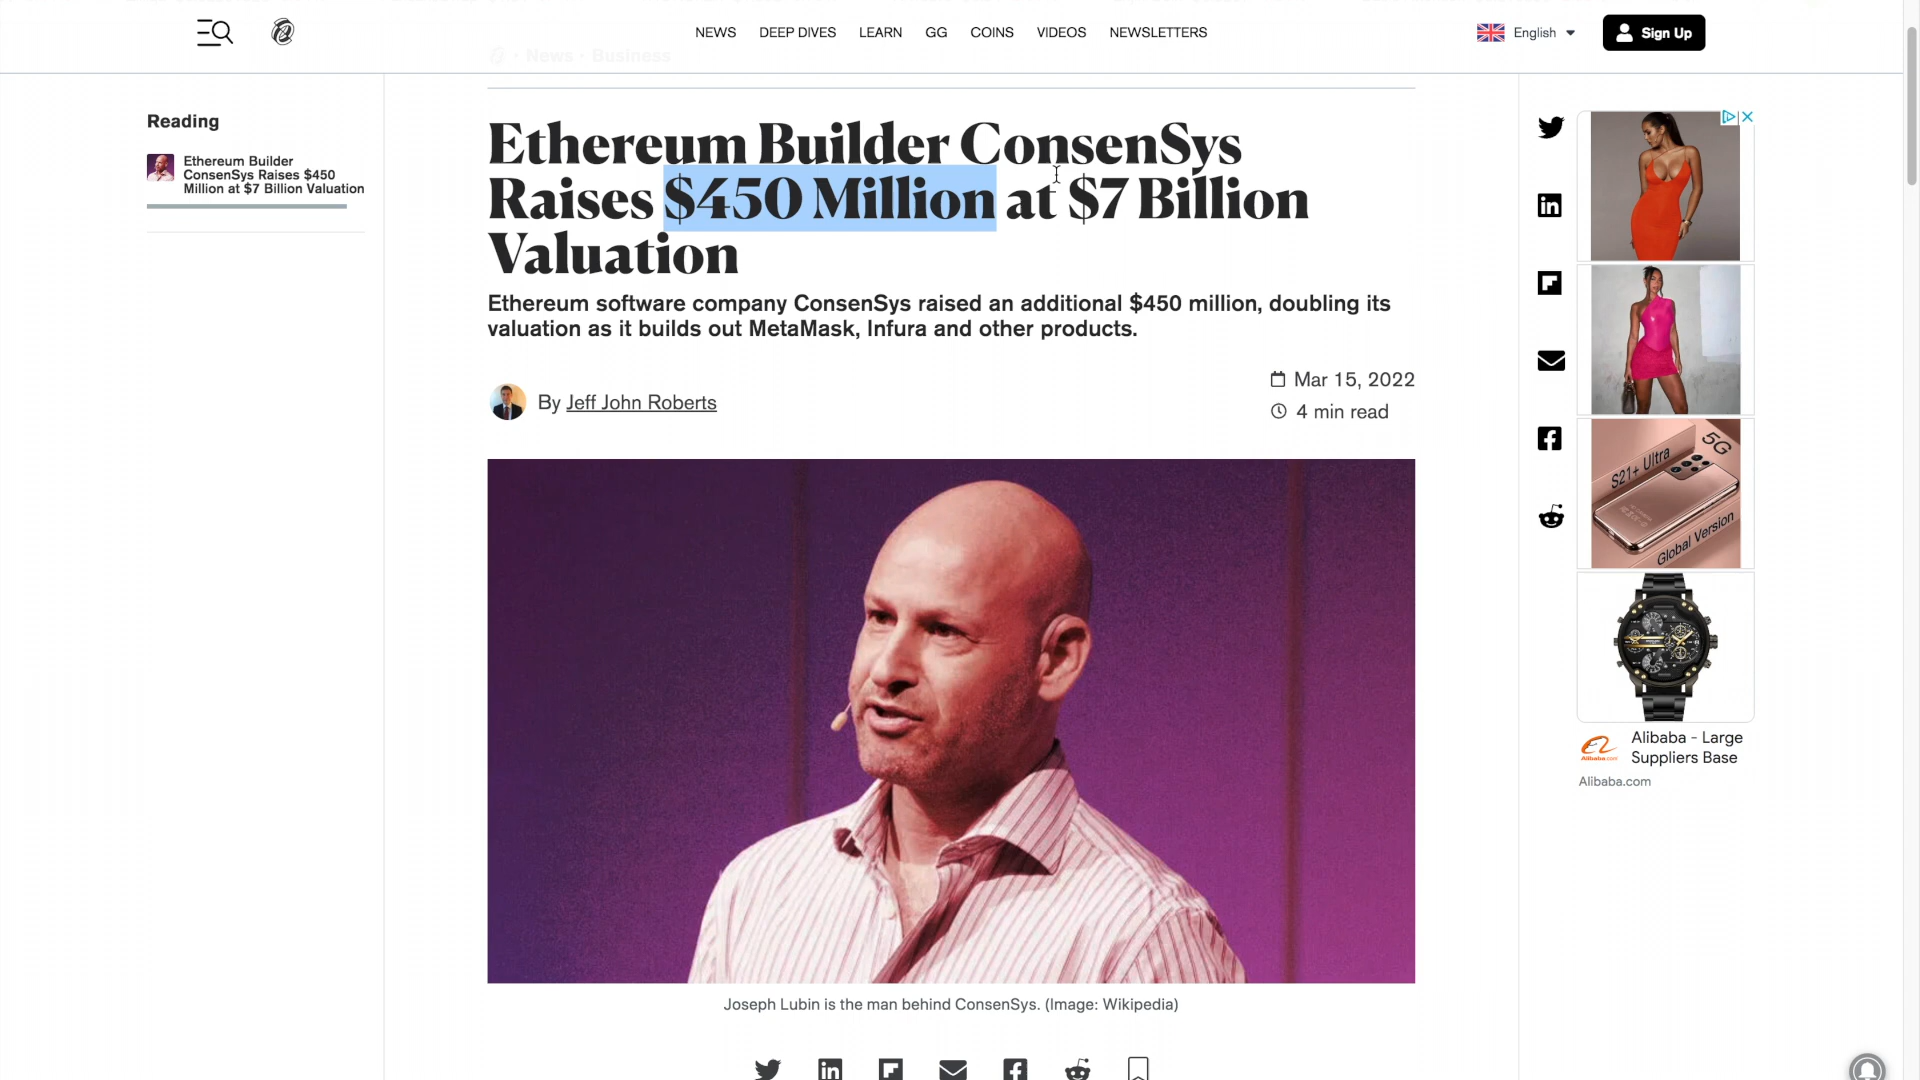 NEWS DEEP DIVES LEARN GG COINS VIDEOS NEWSLETTERS
English
Sign Up
News · Business
Reading
Ethereum Builder
ConsenSys Raises $450
Million at $7 Billion Valuation
Ethereum Builder ConsenSys
Raises $450 Million at $7 Billion
Valuation
Ethereum software company ConsenSys raised an additional $450 million, doubling its
valuation as it builds out MetaMask, Infura and other products.
By Jeff John Roberts
Mar 15, 2022
4 min read
Joseph Lubin is the man behind ConsenSys. (Image: Wikipedia)
S21+ Ultra
5G
Global Version
Alibaba.com
Alibaba - Large
Suppliers Base
Alibaba.com